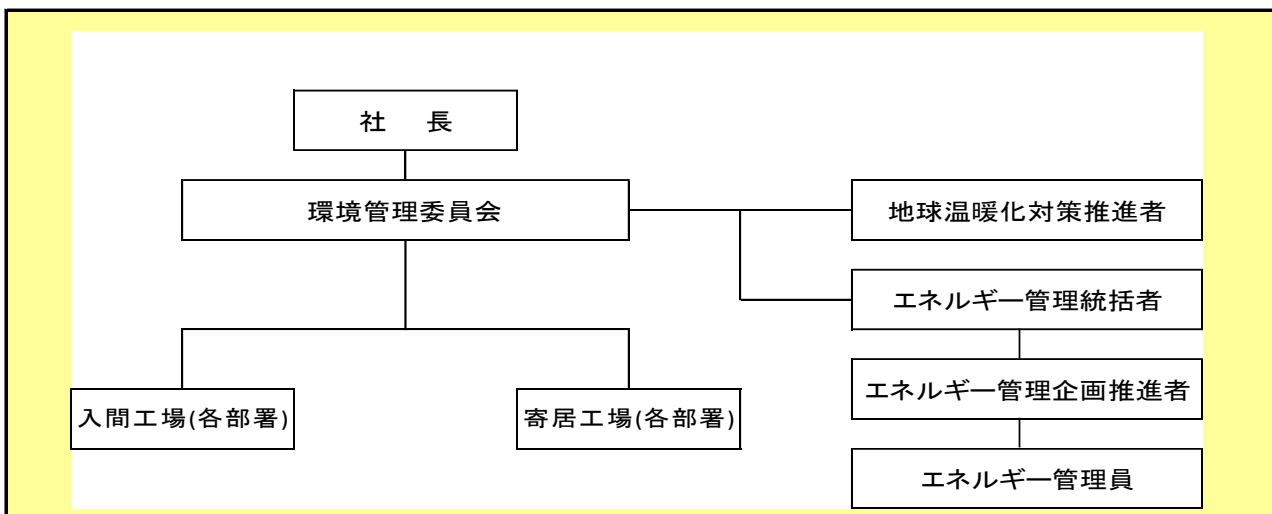 社　長
環境管理委員会
地球温暖化対策推進者
エネルギー管理統括者
エネルギー管理企画推進者
エネルギー管理員
入間工場(各部署)
寄居工場(各部署)